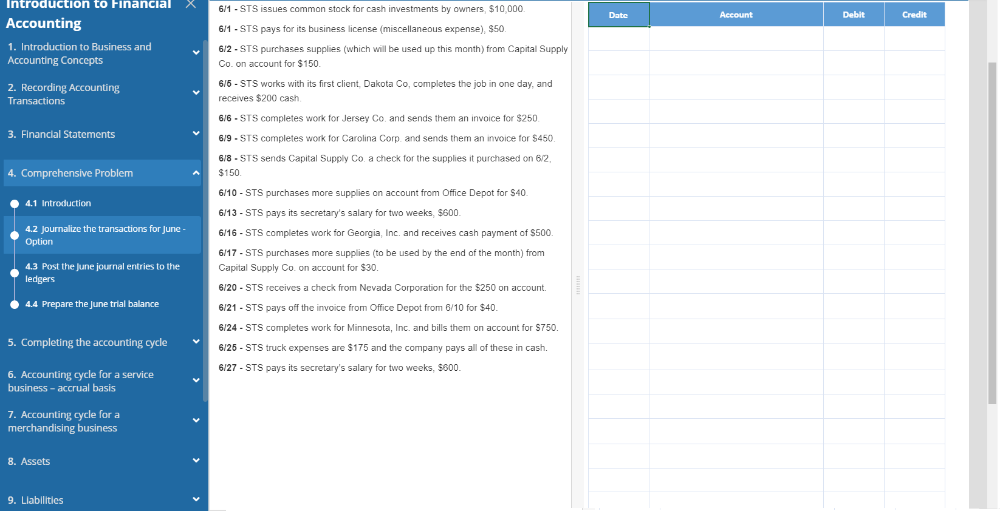 Introduction to Financial
Accounting
1. Introduction to Business and
Accounting Concepts
2. Recording Accounting
Transactions
3. Financial Statements
4. Comprehensive Problem
4.1 Introduction
4.2 Journalize the transactions for June -
Option
4.3 Post the June journal entries to the
ledgers
4.4 Prepare the June trial balance
5. Completing the accounting cycle
6. Accounting cycle for a service
business – accrual basis
7. Accounting cycle for a
merchandising business
8. Assets
9. Liabilities
6/1 - STS issues common stock for cash investments by owners, $10,000.
6/1 - STS pays for its business license (miscellaneous expense), $50.
6/2 - STS purchases supplies (which will be used up this month) from Capital Supply
Co. on account for $150.
6/5 - STS works with its first client, Dakota Co, completes the job in one day, and
receives $200 cash.
6/6 - STS completes work for Jersey Co. and sends them an invoice for $250.
6/9 - STS completes work for Carolina Corp. and sends them an invoice for $450.
6/8 - STS sends Capital Supply Co. a check for the supplies it purchased on 6/2,
$150.
6/10 - STS purchases more supplies on account from Office Depot for $40.
6/13 - STS pays its secretary's salary for two weeks, $600.
6/16 - STS completes work for Georgia, Inc. and receives cash payment of $500.
6/17 - STS purchases more supplies (to be used by the end of the month) from
Capital Supply Co. on account for $30.
6/20 - STS receives a check from Nevada Corporation for the $250 on account.
6/21 - STS pays off the invoice from Office Depot from 6/10 for $40.
6/24 - STS completes work for Minnesota, Inc. and bills them on account for $750.
6/25 - STS truck expenses are $175 and the company pays all of these in cash.
6/27 - STS pays its secretary's salary for two weeks, $600.
Date Account Debit Credit